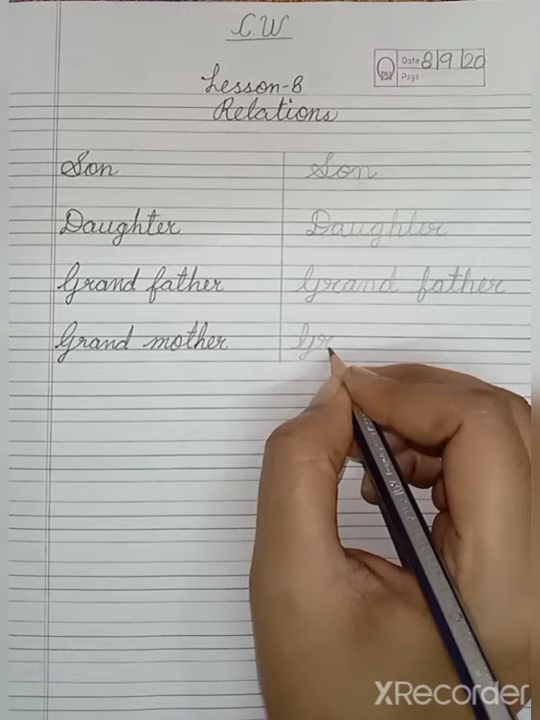 C.W.
Date 8/9/20
Page
Lesson-8
Relations
Son Son
Daughter Daughter
Grand father Grand father
Grand mother Gr
XRecorder